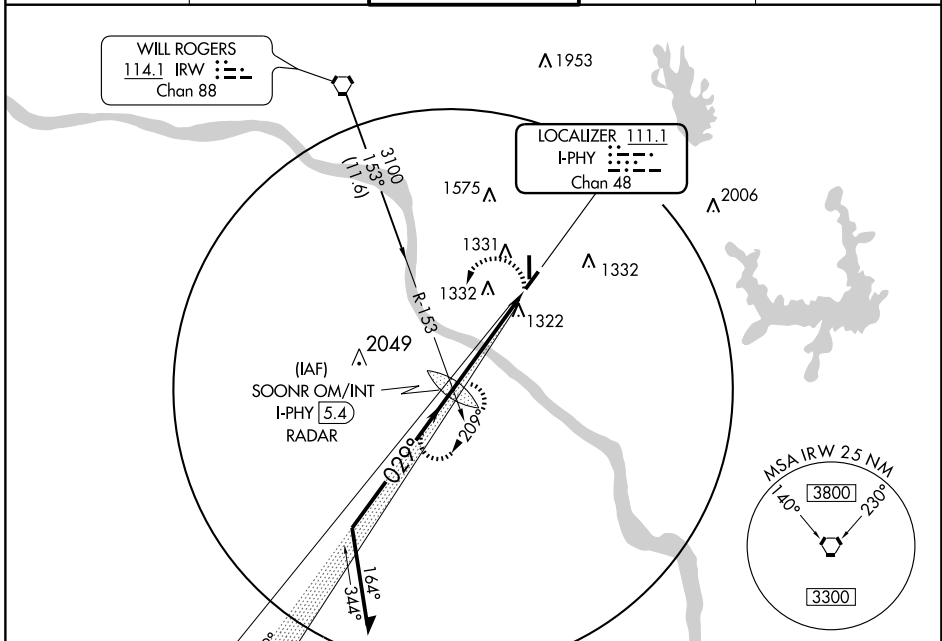 WILL ROGERS
114.1 IRW
Chan 88
1953
LOCALIZER 111.1
I-PHY
Chan 48
3100
153°
(11.6)
1575
2006
1331
1332
1332
1322
R-153
2049
(IAF)
SOONR OM/INT
I-PHY 5.4
RADAR
209°
029°
MSA IRW 25 NM
140°
3800
230°
3300
164°
344°